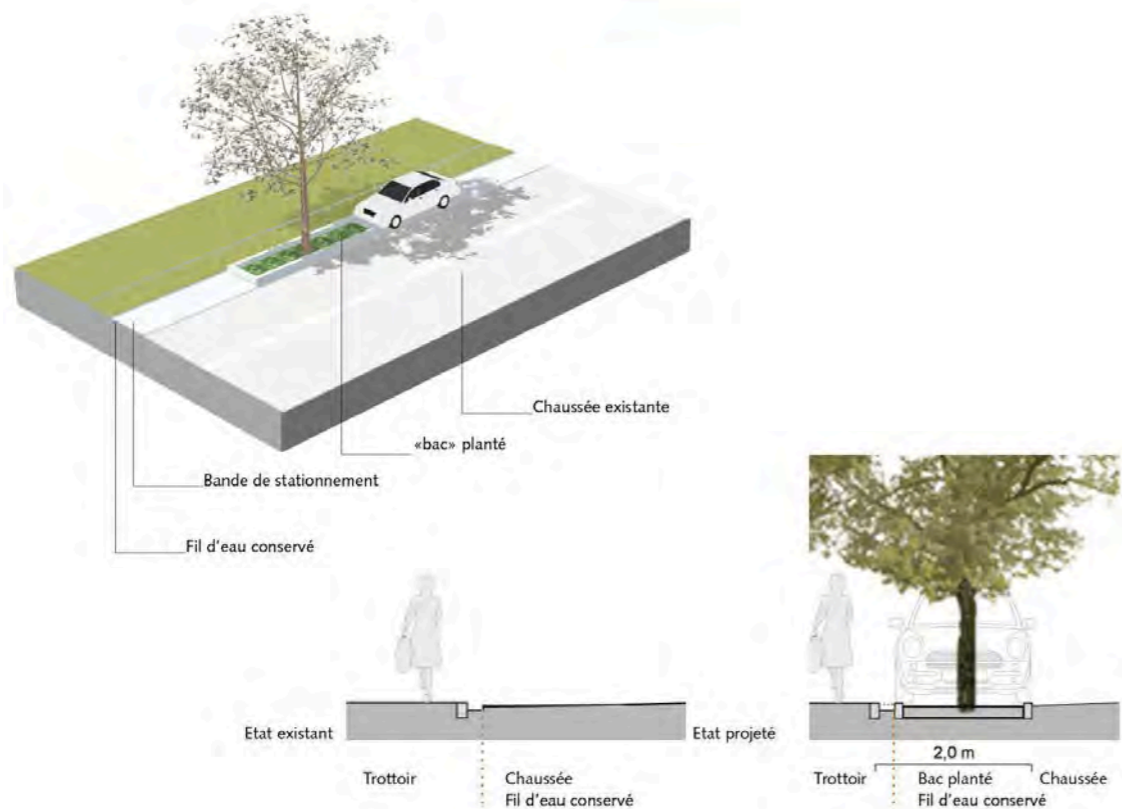 Chaussée existante
«bac» planté
Bande de stationnement
Fil d'eau conservé
Etat existant
Trottoir
Chaussée
Fil d'eau conservé
Etat projeté
2,0 m
Trottoir
Bac planté
Chaussée
Fil d'eau conservé